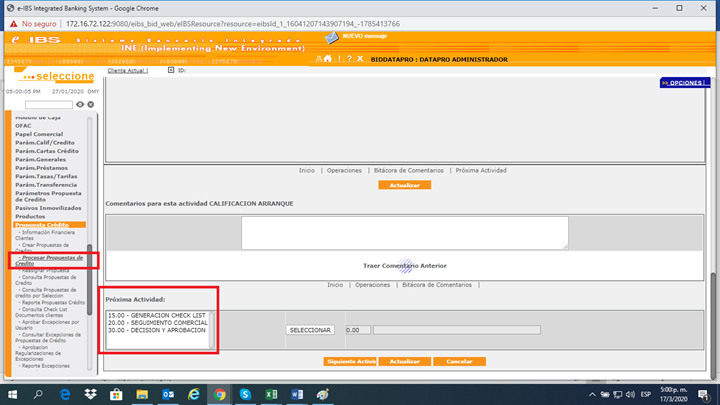 e-IBS Integrated Banking System - Google Chrome
No seguro | 172.16.72.122:9080/eibs_bid_web/eIBSResource?resource=eibsId_1_16041207143907194_-1785413766
e IBS Sistema Bancario Integrado
INE (Implementing New Environment)
NUEVO mensaje
BIDDATAPRO : DATAPRO ADMINISTRADOR
...seleccione
05:00:05 PM 27/01/2020 DMY
Cliente Actual | ID:
>> OPCIONES |
Modulo de Caja
OFAC
Papel Comercial
Parám.Calif/Credito
Parám.Cartas Crédito
Parám.Generales
Parám.Préstamos
Parám.Tasas/Tarifas
Parám.Transferencia
Parámetros Propuesta
de Credito
Pasivos Inmovilizados
Productos
Propuesta Crédito
- Información Financiera
Clientes
- Crear Propuestas de
Credito
- Procesar Propuestas de
Credito
- Reasignar Propuesta
- Consulta Propuestas de
Credito
- Consulta Propuestas de
credito por Seleccion
- Reporte Propuestas Crédito
- Consulta Check List
Documentos clientes
- Aprobar Excepciones por
Usuario
- Consultar Excepciones de
Propuestas de Crédito
- Aprobacion
Regularizaciones de
Excepciones
- Reporte Excepciones
Inicio | Operaciones | Bitácora de Comentarios | Próxima Actividad
Actualizar
Comentarios para esta actividad CALIFICACION ARRANQUE
Traer Comentario Anterior
Inicio | Operaciones | Bitácora de Comentarios |
Próxima Actividad:
15.00 - GENERACION CHECK LIST
20.00 - SEGUIMIENTO COMERCIAL
30.00 - DECISION Y APROBACION
SELECCIONAR 0.00
Siguiente Activid Actualizar Cancelar
ESP
5:00 p. m.
17/3/2020